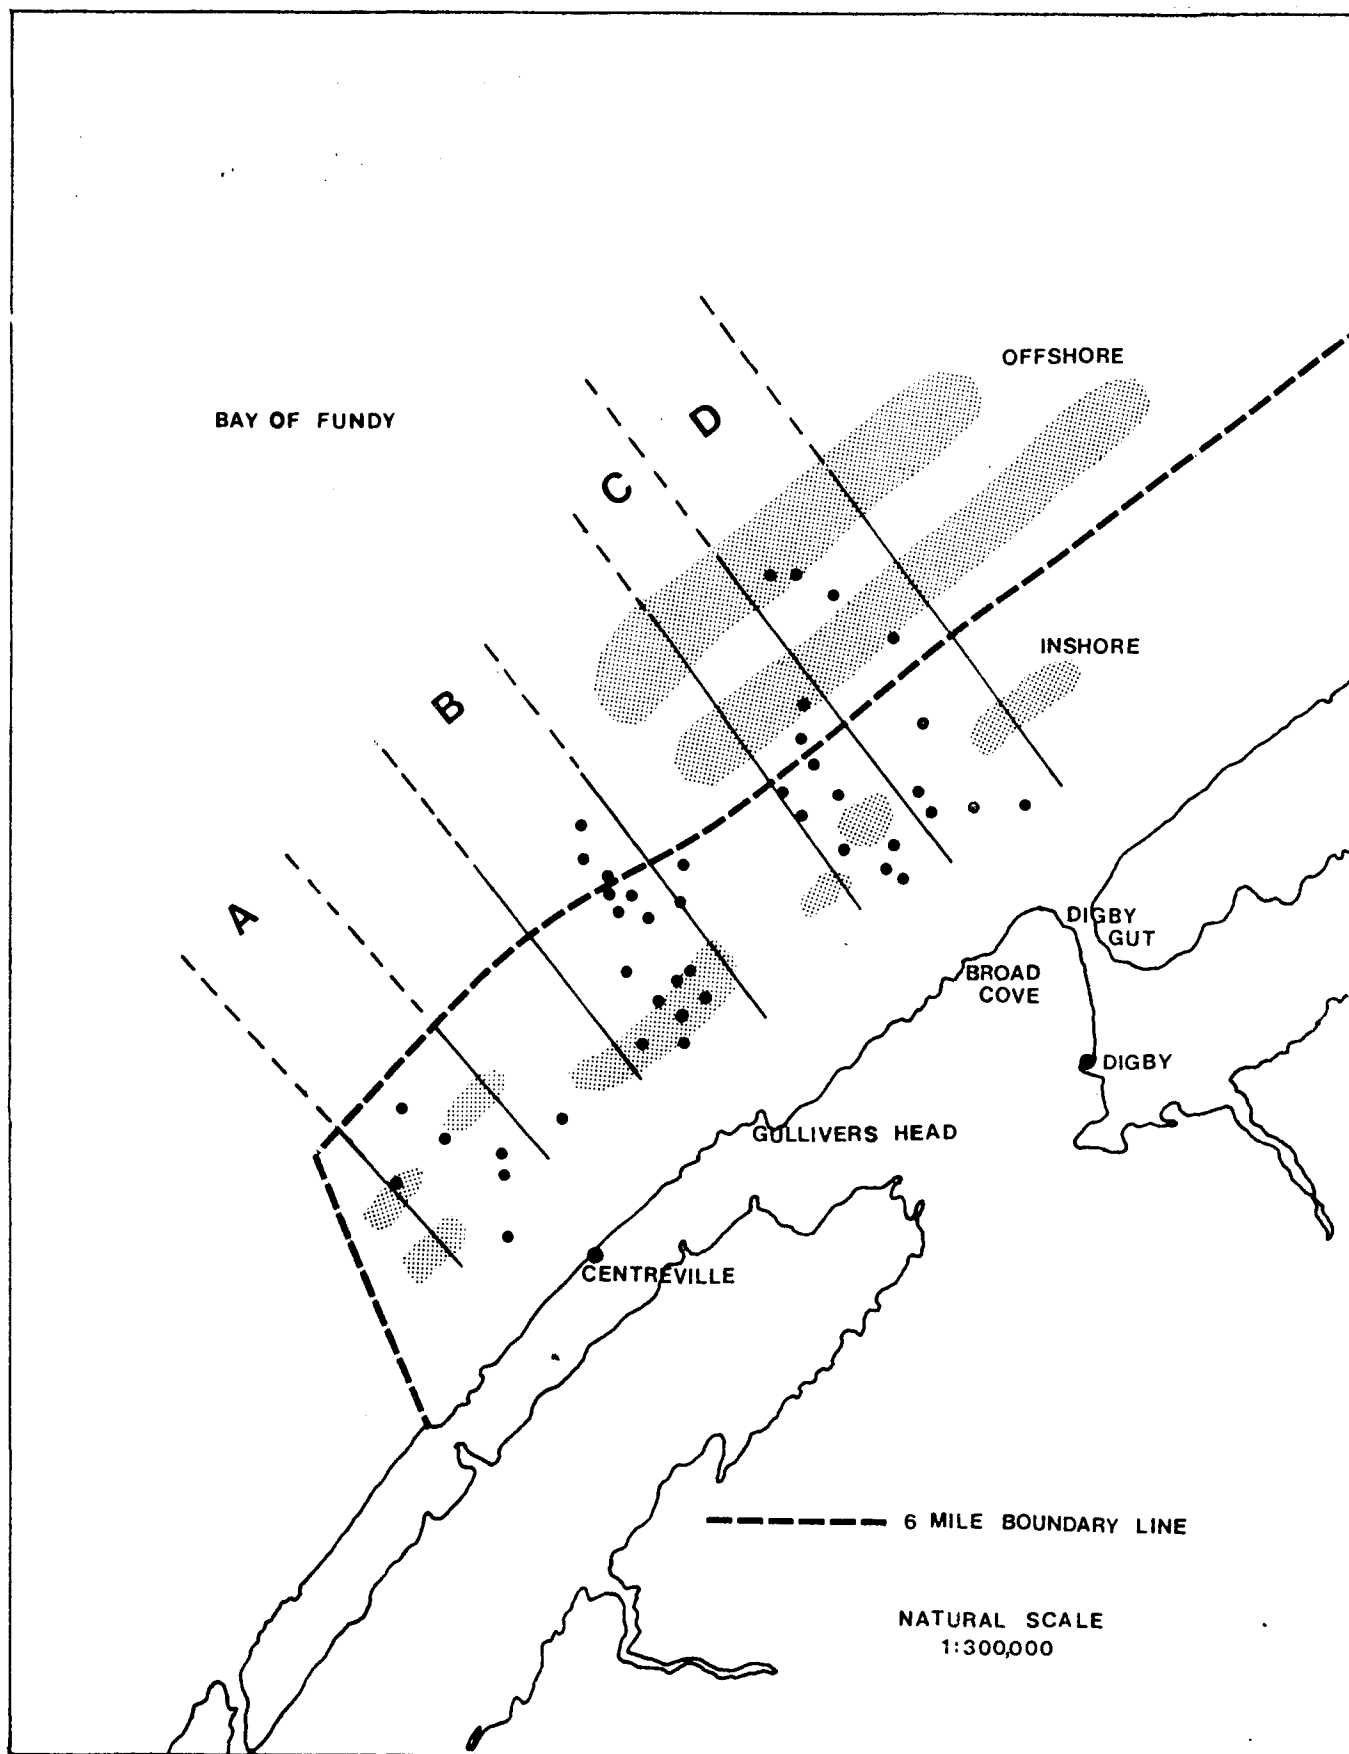 OFFSHORE
BAY OF FUNDY
D
C
INSHORE
B
A
DIGBY
GUT
BROAD
COVE
DIGBY
GULLIVERS HEAD
CENTREVILLE
6 MILE BOUNDARY LINE
NATURAL SCALE
1:300,000